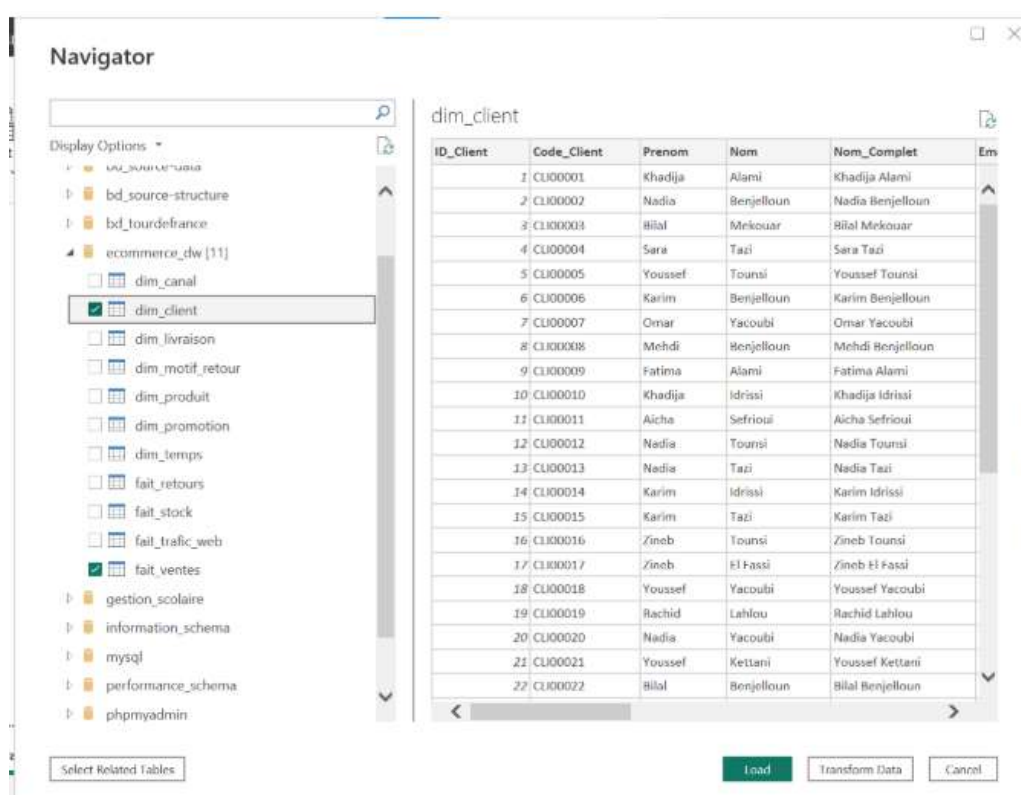 Navigator
Display Options
bd_source-data
bd_source-structure
bd_tourdefrance
ecommerce_dw [11]
dim_canal
dim_client
dim_livraison
dim_motif_retour
dim_produit
dim_promotion
dim_temps
fait_retours
fait_stock
fait_trafic_web
fait_ventes
gestion_scolaire
information_schema
mysql
performance_schema
phpmyadmin
dim_client
ID_Client Code_Client Prenom Nom Nom_Complet Em
1 CLI00001 Khadija Alami Khadija Alami
2 CLI00002 Nadia Benjelloun Nadia Benjelloun
3 CLI00003 Bilal Mekouar Bilal Mekouar
4 CLI00004 Sara Tazi Sara Tazi
5 CLI00005 Youssef Tounsi Youssef Tounsi
6 CLI00006 Karim Benjelloun Karim Benjelloun
7 CLI00007 Omar Yacoubi Omar Yacoubi
8 CLI00008 Mehdi Benjelloun Mehdi Benjelloun
9 CLI00009 Fatima Alami Fatima Alami
10 CLI00010 Khadija Idrissi Khadija Idrissi
11 CLI00011 Aicha Sefrioui Aicha Sefrioui
12 CLI00012 Nadia Tounsi Nadia Tounsi
13 CLI00013 Nadia Tazi Nadia Tazi
14 CLI00014 Karim Idrissi Karim Idrissi
15 CLI00015 Karim Tazi Karim Tazi
16 CLI00016 Zineb Tounsi Zineb Tounsi
17 CLI00017 Zineb El Fassi Zineb El Fassi
18 CLI00018 Youssef Yacoubi Youssef Yacoubi
19 CLI00019 Rachid Lahlou Rachid Lahlou
20 CLI00020 Nadia Yacoubi Nadia Yacoubi
21 CLI00021 Youssef Kettani Youssef Kettani
22 CLI00022 Bilal Benjelloun Bilal Benjelloun
Select Related Tables
Load
Transform Data
Cancel